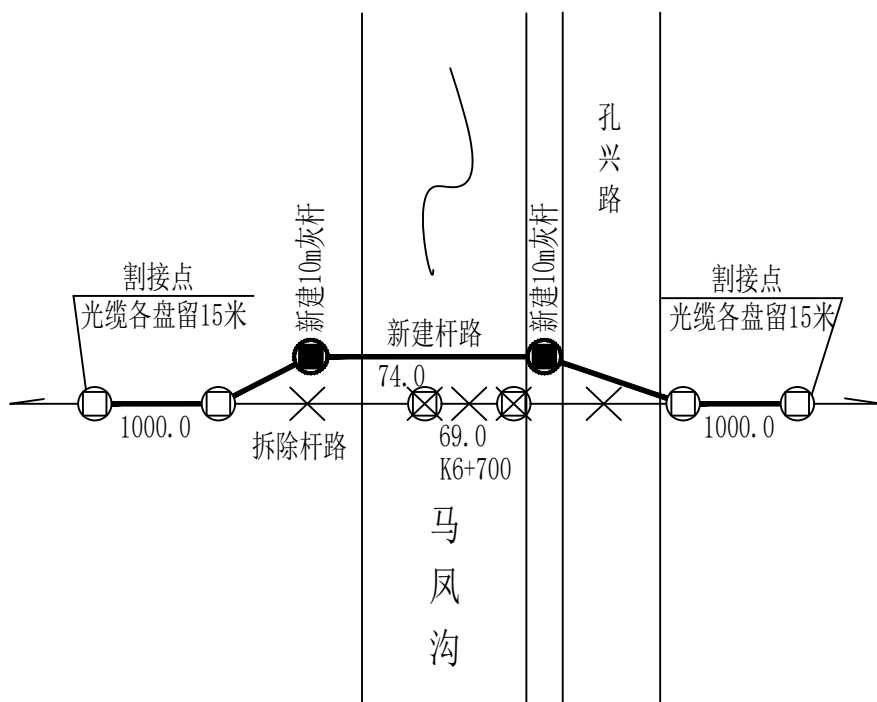 孔兴路
新建10m灰杆
新建10m灰杆
割接点
光缆各盘留15米
割接点
光缆各盘留15米
新建杆路
74.0
1000.0
拆除杆路
69.0
K6+700
1000.0
马凤沟